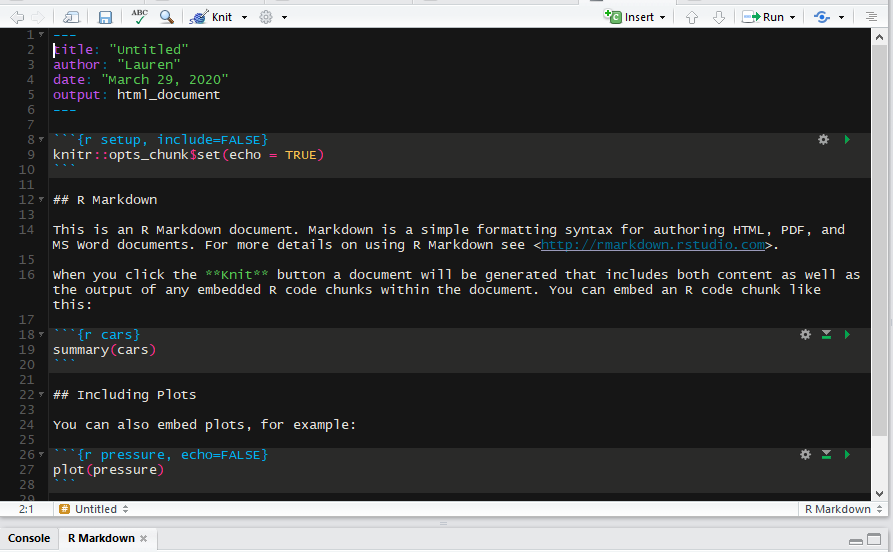 ABC Knit Insert Run
1 ---
2 title: "Untitled"
3 author: "Lauren"
4 date: "March 29, 2020"
5 output: html_document
6 ---
7
8 ```{r setup, include=FALSE}
9 knitr::opts_chunk$set(echo = TRUE)
10 ```
11
12 ## R Markdown
13
14 This is an R Markdown document. Markdown is a simple formatting syntax for authoring HTML, PDF, and
MS Word documents. For more details on using R Markdown see <http://rmarkdown.rstudio.com>.
15
16 When you click the **Knit** button a document will be generated that includes both content as well as
the output of any embedded R code chunks within the document. You can embed an R code chunk like
this:
17
18 ```{r cars}
19 summary(cars)
20 ```
21
22 ## Including Plots
23
24 You can also embed plots, for example:
25
26 ```{r pressure, echo=FALSE}
27 plot(pressure)
28 ```
29
2:1 # Untitled R Markdown
Console R Markdown